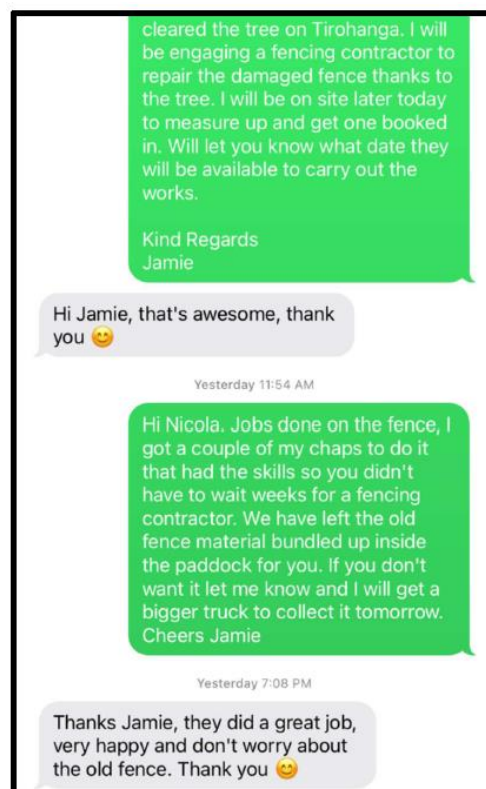 cleared the tree on Tirohanga. I will
be engaging a fencing contractor to
repair the damaged fence thanks to
the tree. I will be on site later today
to measure up and get one booked
in. Will let you know what date they
will be available to carry out the
works.
Kind Regards
Jamie
Hi Jamie, that's awesome, thank
you 😊
Yesterday 11:54 AM
Hi Nicola. Jobs done on the fence, I
got a couple of my chaps to do it
that had the skills so you didn't
have to wait weeks for a fencing
contractor. We have left the old
fence material bundled up inside
the paddock for you. If you don't
want it let me know and I will get a
bigger truck to collect it tomorrow.
Cheers Jamie
Yesterday 7:08 PM
Thanks Jamie, they did a great job,
very happy and don't worry about
the old fence. Thank you 😊